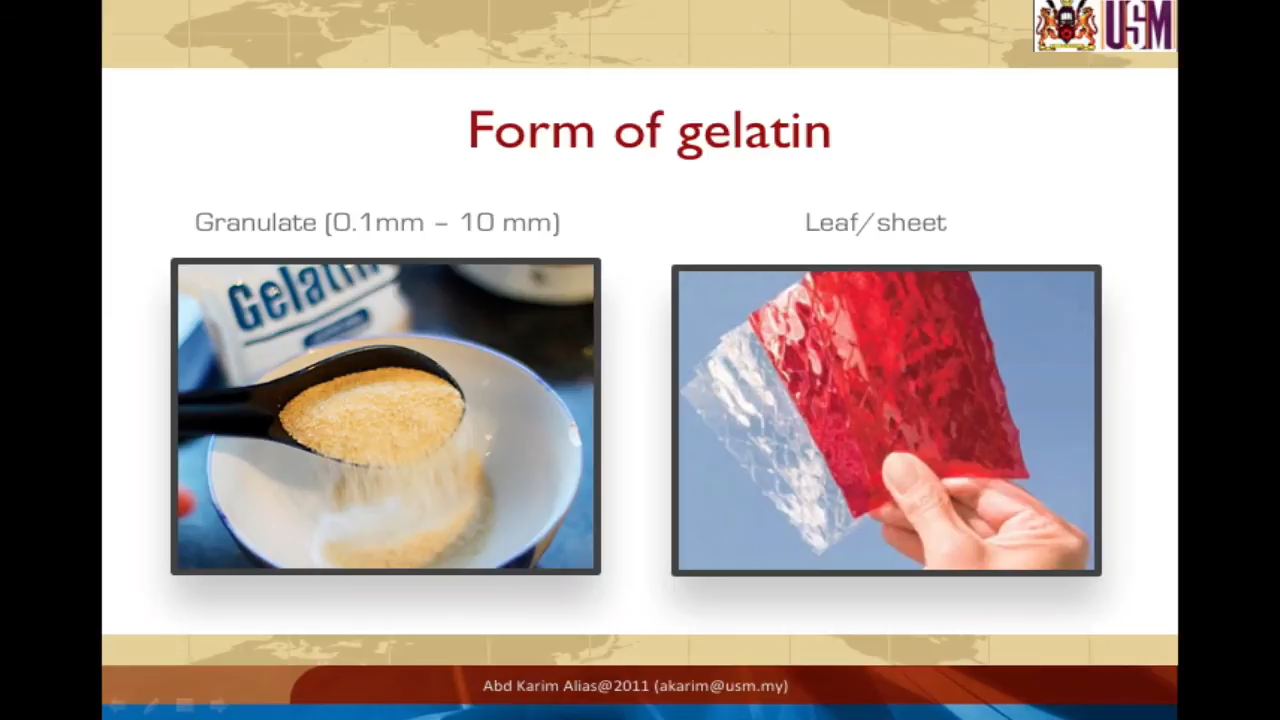 USM
Form of gelatin
Granulate (0.1mm – 10 mm)
Leaf/sheet
Gelatin
Abd Karim Alias@2011 (akarim@usm.my)